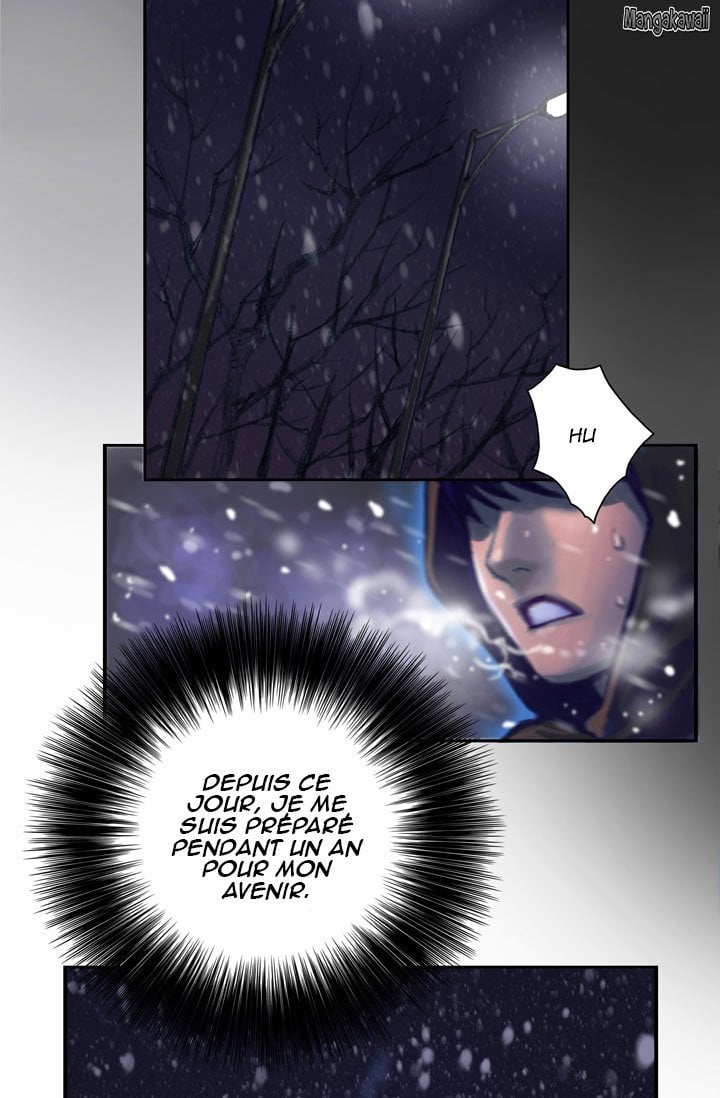 Mangakawaii
HU
DEPUIS CE
JOUR, JE ME
SUIS PRÉPARÉ
PENDANT UN AN
POUR MON
AVENIR.